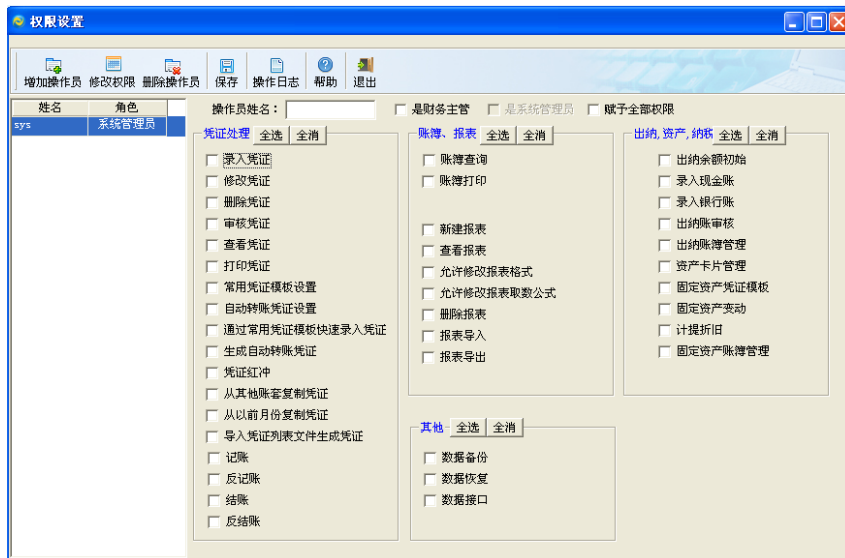 权限设置
增加操作员 修改权限 删除操作员 保存 操作日志 帮助 退出
姓名 角色
sys 系统管理员
操作员姓名： 是财务主管 是系统管理员 赋予全部权限
凭证处理 全选 全消
录入凭证
修改凭证
删除凭证
审核凭证
查看凭证
打印凭证
常用凭证模板设置
自动转账凭证设置
通过常用凭证模板快速录入凭证
生成自动转账凭证
凭证红冲
从其他账套复制凭证
从以前月份复制凭证
导入凭证列表文件生成凭证
记账
反记账
结账
反结账
账簿、报表 全选 全消
账簿查询
账簿打印
新建报表
查看报表
允许修改报表格式
允许修改报表取数公式
删除报表
报表导入
报表导出
其他 全选 全消
数据备份
数据恢复
数据接口
出纳,资产,纳税 全选 全消
出纳余额初始
录入现金账
录入银行账
出纳账审核
出纳账簿管理
资产卡片管理
固定资产凭证模板
固定资产变动
计提折旧
固定资产账簿管理